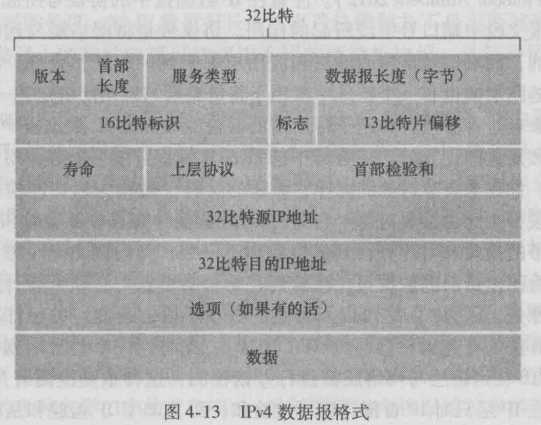 32比特
版本
首部
长度
服务类型
数据报长度（字节）
16比特标识
标志
13比特片偏移
寿命
上层协议
首部检验和
32比特源IP地址
32比特目的IP地址
选项（如果有的话）
数据
图 4-13 IPv4 数据报格式